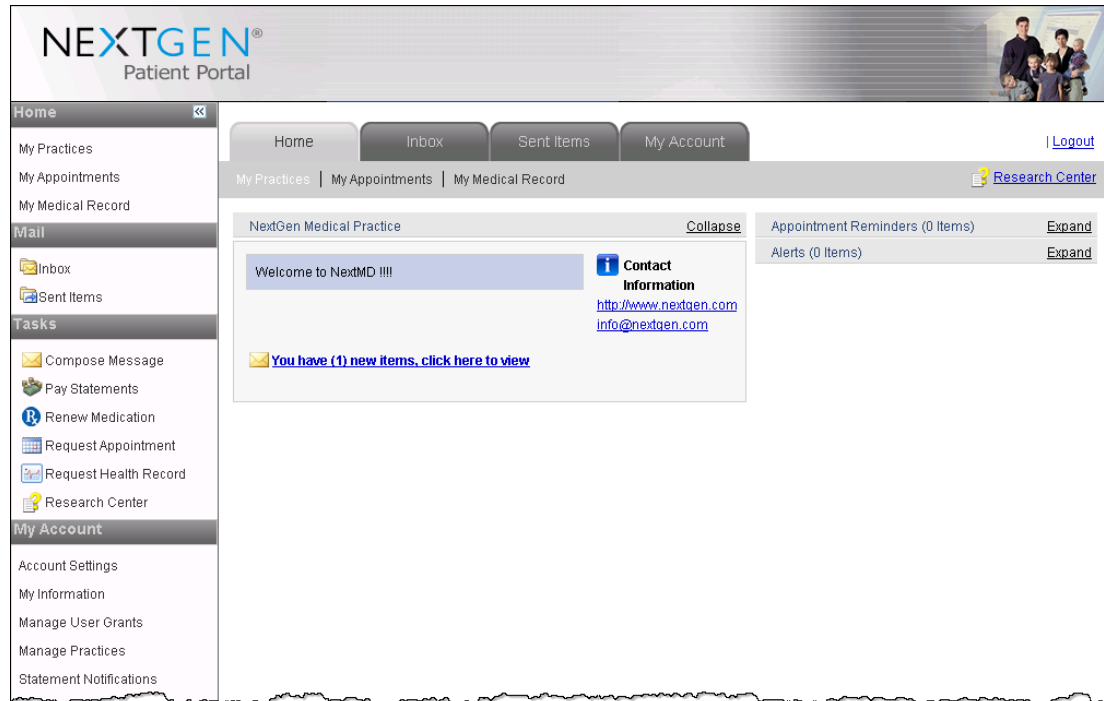 NEXTGEN®
Patient Portal
Home
My Practices
My Appointments
My Medical Record
Mail
Inbox
Sent Items
Tasks
Compose Message
Pay Statements
Renew Medication
Request Appointment
Request Health Record
Research Center
My Account
Account Settings
My Information
Manage User Grants
Manage Practices
Statement Notifications
Home Inbox Sent Items My Account
| Logout
My Practices | My Appointments | My Medical Record
Research Center
NextGen Medical Practice Collapse
Welcome to NextMD !!!!
Contact
Information
http://www.nextgen.com
info@nextgen.com
You have (1) new items, click here to view
Appointment Reminders (0 Items) Expand
Alerts (0 Items) Expand